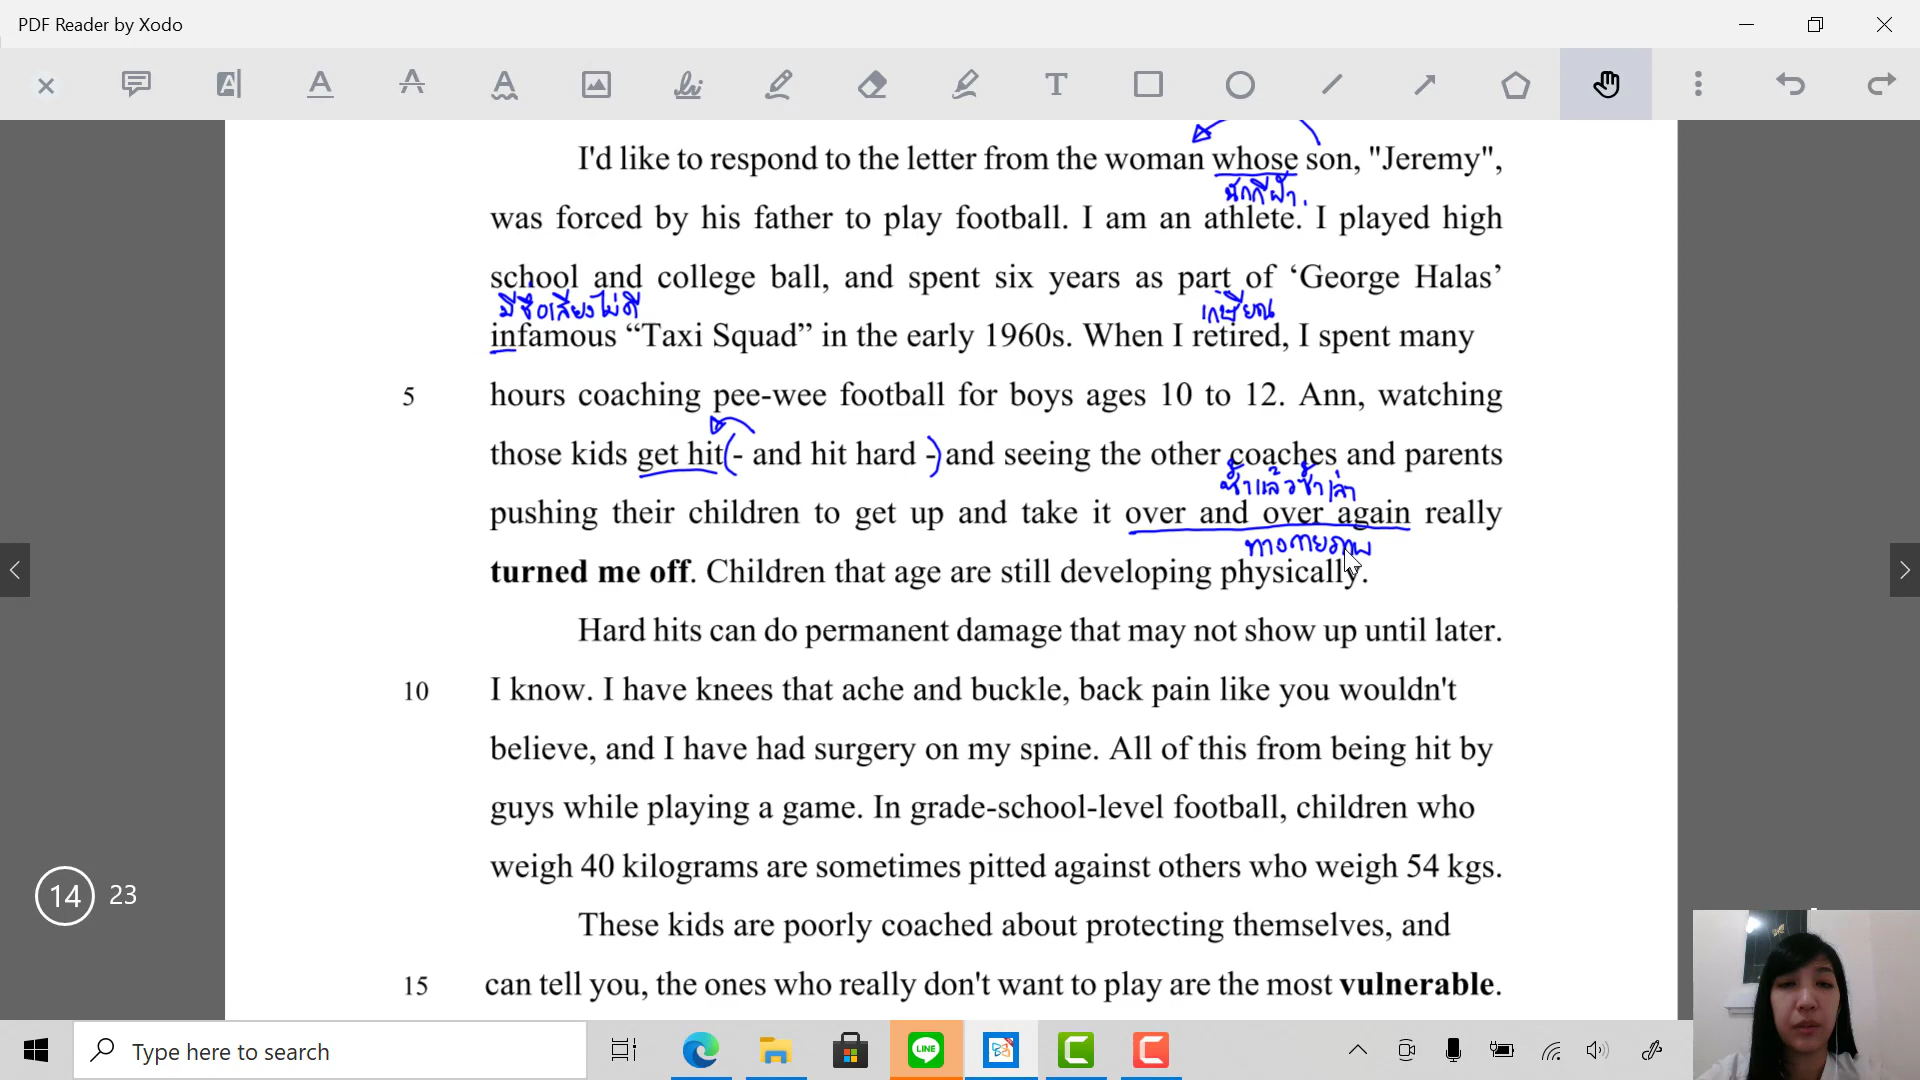 PDF Reader by Xodo
I'd like to respond to the letter from the woman whose son, "Jeremy",
นักกีฬา
was forced by his father to play football. I am an athlete. I played high
school and college ball, and spent six years as part of ‘George Halas’
มีชื่อเสียงไม่ดี เกษียณ
infamous “Taxi Squad” in the early 1960s. When I retired, I spent many
5 hours coaching pee-wee football for boys ages 10 to 12. Ann, watching
those kids get hit (- and hit hard -) and seeing the other coaches and parents
ซ้ำแล้วซ้ำเล่า
pushing their children to get up and take it over and over again really
ทางกายภาพ
turned me off. Children that age are still developing physically.
Hard hits can do permanent damage that may not show up until later.
10 I know. I have knees that ache and buckle, back pain like you wouldn't
believe, and I have had surgery on my spine. All of this from being hit by
guys while playing a game. In grade-school-level football, children who
weigh 40 kilograms are sometimes pitted against others who weigh 54 kgs.
14 23
These kids are poorly coached about protecting themselves, and
15 can tell you, the ones who really don't want to play are the most vulnerable.
Type here to search
LINE